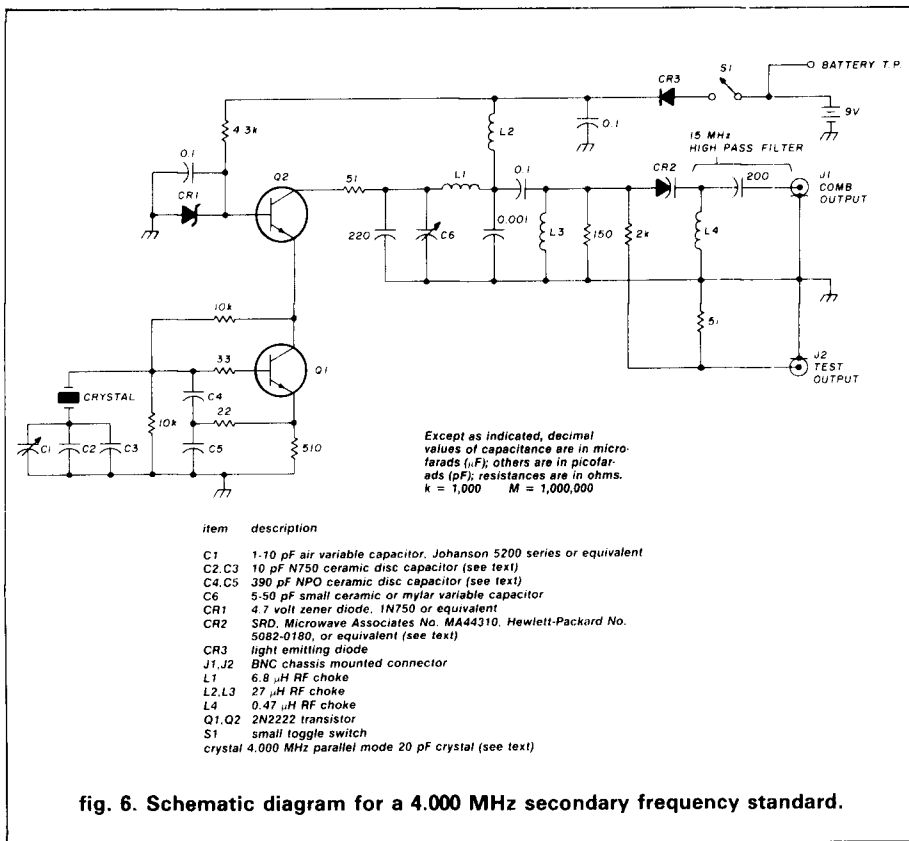 BATTERY T.P.
S1
CR3
9V
4.3k
L2
0.1
15 MHz
HIGH PASS FILTER
0.1
Q2
51
L1
0.1
CR2
200
J1
COMB
OUTPUT
CR1
220
C6
0.001
L3
150
2k
L4
10k
51
J2
TEST
OUTPUT
33
Q1
CRYSTAL
C4
22
10k
C1
C2
C3
C5
510
Except as indicated, decimal
values of capacitance are in micro-
farads (μF); others are in picofar-
ads (pF); resistances are in ohms.
k = 1,000 M = 1,000,000
item description
C1 1-10 pF air variable capacitor, Johanson 5200 series or equivalent
C2,C3 10 pF N750 ceramic disc capacitor (see text)
C4,C5 390 pF NPO ceramic disc capacitor (see text)
C6 5-50 pF small ceramic or mylar variable capacitor
CR1 4.7 volt zener diode, 1N750 or equivalent
CR2 SRD, Microwave Associates No. MA44310, Hewlett-Packard No.
5082-0180, or equivalent (see text)
CR3 light emitting diode
J1,J2 BNC chassis mounted connector
L1 6.8 μH RF choke
L2,L3 27 μH RF choke
L4 0.47 μH RF choke
Q1,Q2 2N2222 transistor
S1 small toggle switch
crystal 4.000 MHz parallel mode 20 pF crystal (see text)
fig. 6. Schematic diagram for a 4.000 MHz secondary frequency standard.